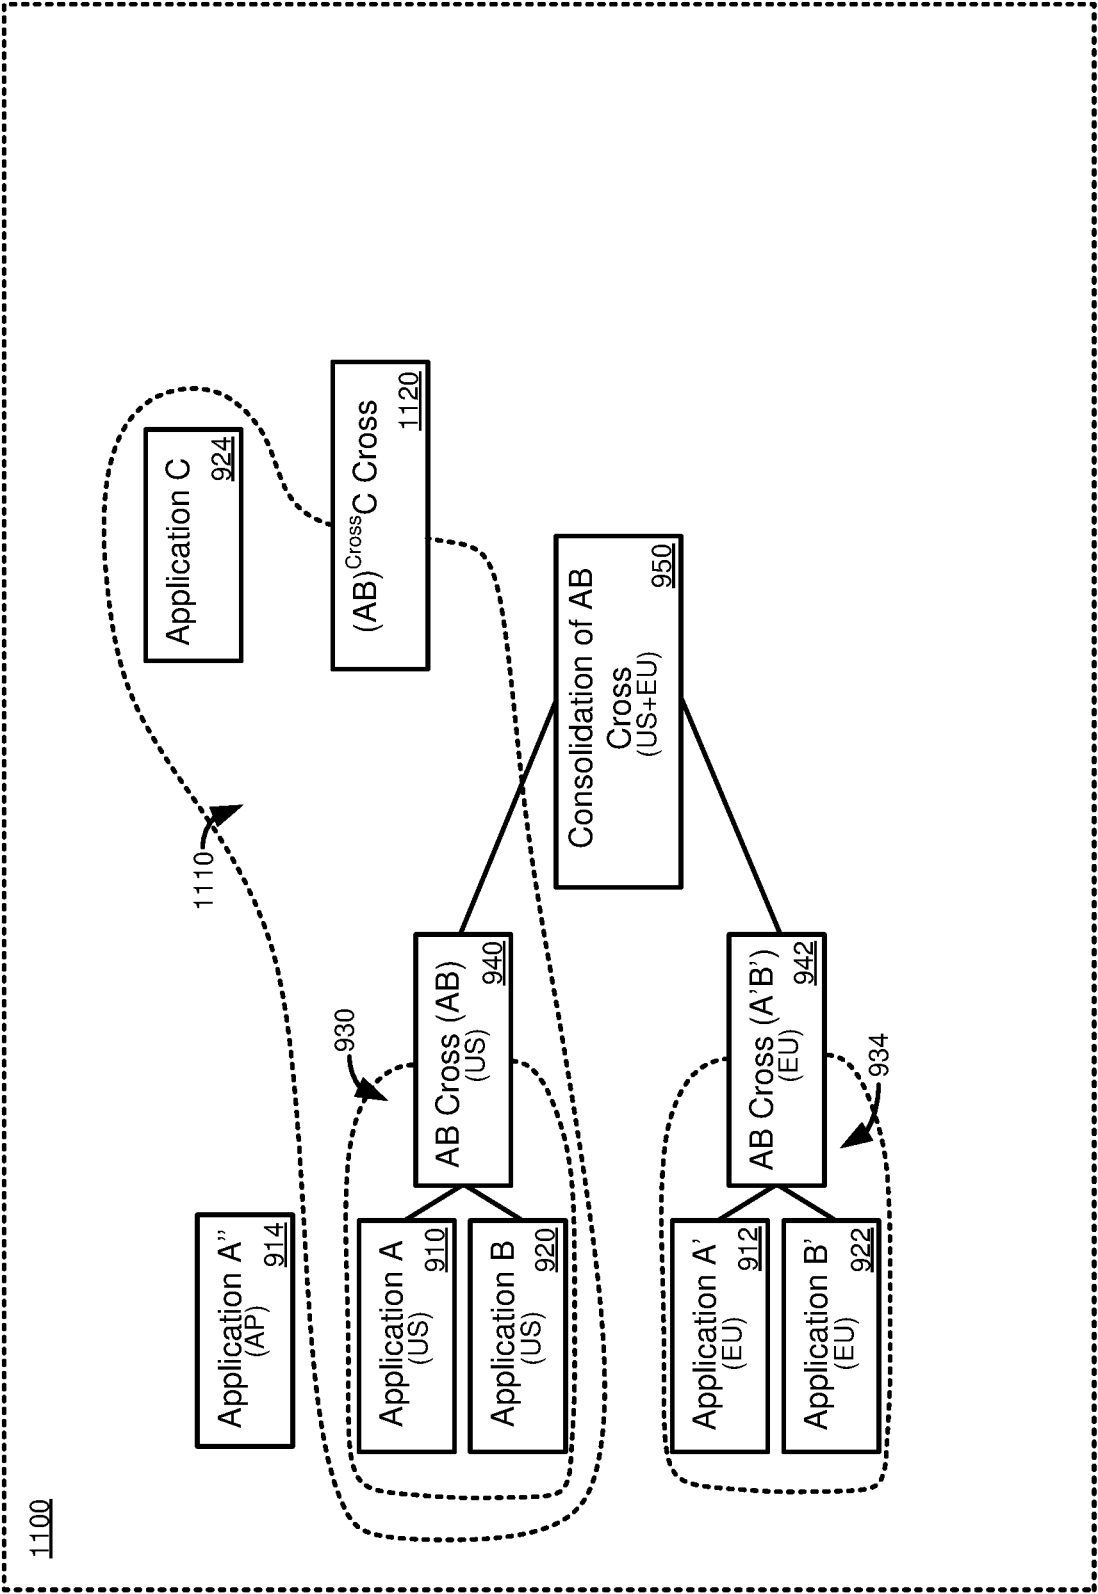 1100
Application A"
(AP)
914
Application C
924
1110
930
Application A
(US)
910
Application B
(US)
920
AB Cross (AB)
(US)
940
(AB)CrossC Cross
1120
Consolidation of AB
Cross
(US+EU)
950
Application A'
(EU)
912
Application B'
(EU)
922
AB Cross (A'B')
(EU)
942
934